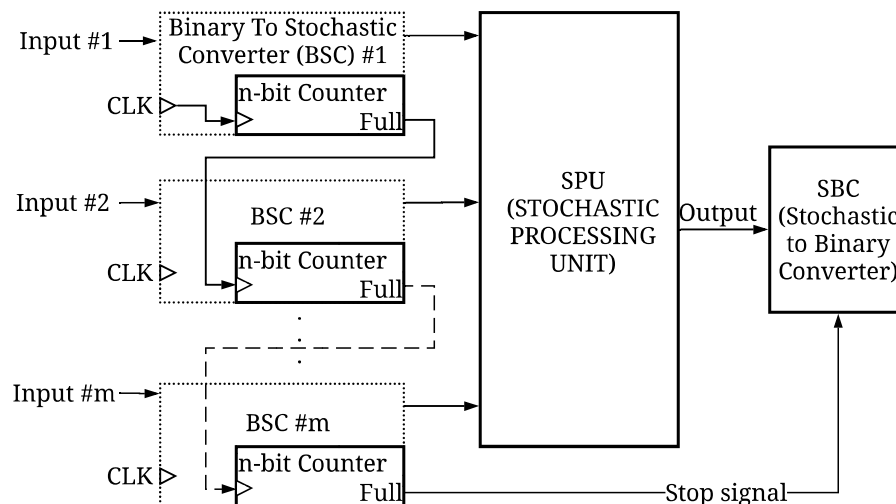 Input #1
Binary To Stochastic
Converter (BSC) #1
CLK
n-bit Counter
Full
Input #2
BSC #2
CLK
n-bit Counter
Full
Input #m
BSC #m
CLK
n-bit Counter
Full
SPU
(STOCHASTIC
PROCESSING
UNIT)
Output
SBC
(Stochastic
to Binary
Converter)
Stop signal